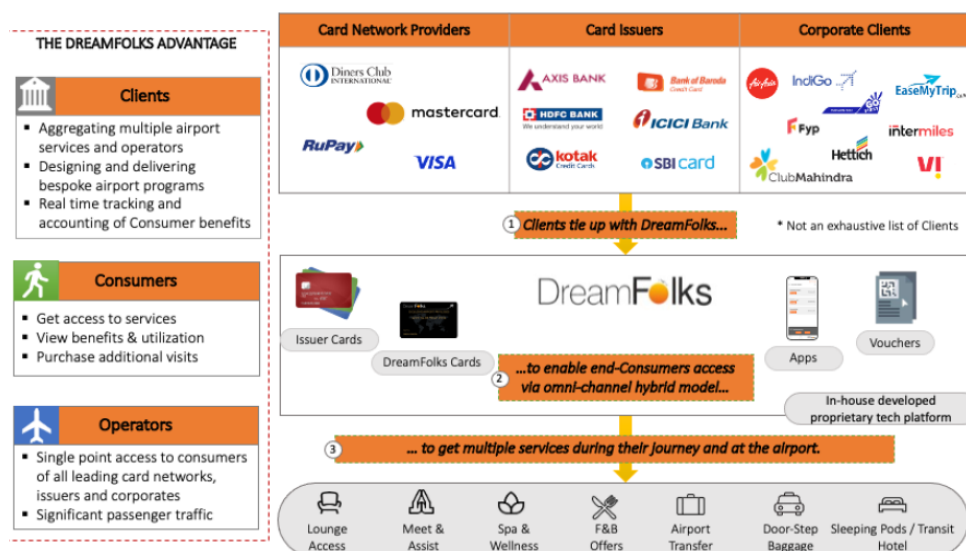 THE DREAMFOLKS ADVANTAGE
Clients
▪ Aggregating multiple airport
services and operators
▪ Designing and delivering
bespoke airport programs
▪ Real time tracking and
accounting of Consumer benefits
Consumers
▪ Get access to services
▪ View benefits & utilization
▪ Purchase additional visits
Operators
▪ Single point access to consumers
of all leading card networks,
issuers and corporates
▪ Significant passenger traffic
Card Network Providers
Diners Club
INTERNATIONAL
mastercard.
RuPay
VISA
Card Issuers
AXIS BANK
Bank of Baroda
Credit Card
HDFC BANK
We understand your world
ICICI Bank
kotak
Credit Cards
SBI card
Corporate Clients
AirAsia
IndiGo
EaseMyTrip
Fyp
intermiles
Hettich
ClubMahindra
V!
1 Clients tie up with DreamFolks...
* Not an exhaustive list of Clients
DreamFolks
Issuer Cards
DreamFolks
DreamFolks Cards
Apps
Vouchers
2 ...to enable end-Consumers access
via omni-channel hybrid model...
In-house developed
proprietary tech platform
3 ... to get multiple services during their journey and at the airport.
Lounge
Access
Meet &
Assist
Spa &
Wellness
F&B
Offers
Airport
Transfer
Door-Step
Baggage
Sleeping Pods / Transit
Hotel